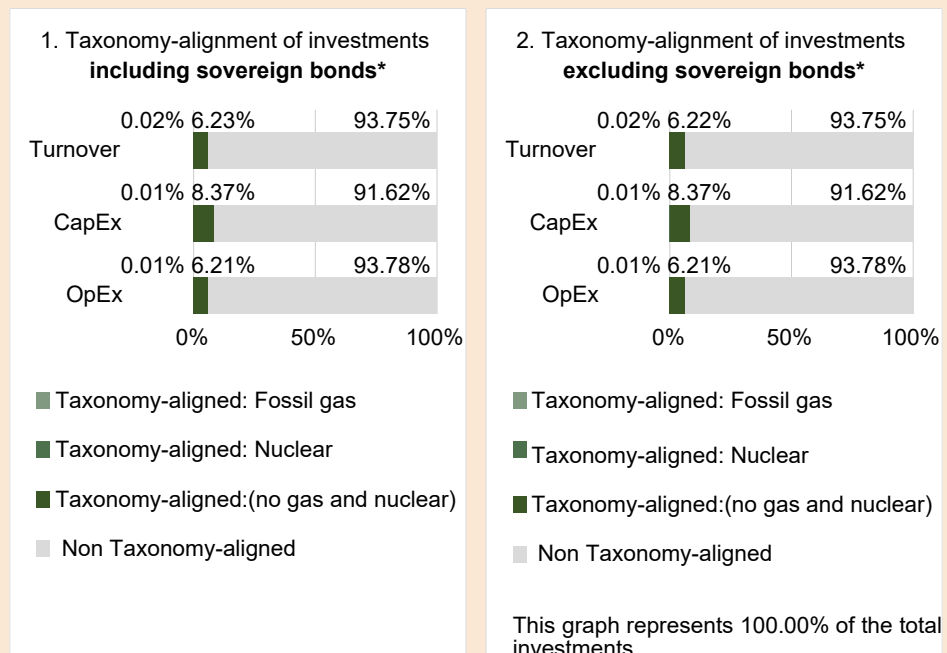 1. Taxonomy-alignment of investments
including sovereign bonds*
0.02% 6.23% 93.75%
Turnover
0.01% 8.37% 91.62%
CapEx
0.01% 6.21% 93.78%
OpEx
0% 50% 100%
Taxonomy-aligned: Fossil gas
Taxonomy-aligned: Nuclear
Taxonomy-aligned:(no gas and nuclear)
Non Taxonomy-aligned
2. Taxonomy-alignment of investments
excluding sovereign bonds*
0.02% 6.22% 93.75%
Turnover
0.01% 8.37% 91.62%
CapEx
0.01% 6.21% 93.78%
OpEx
0% 50% 100%
Taxonomy-aligned: Fossil gas
Taxonomy-aligned: Nuclear
Taxonomy-aligned:(no gas and nuclear)
Non Taxonomy-aligned
This graph represents 100.00% of the total
investments